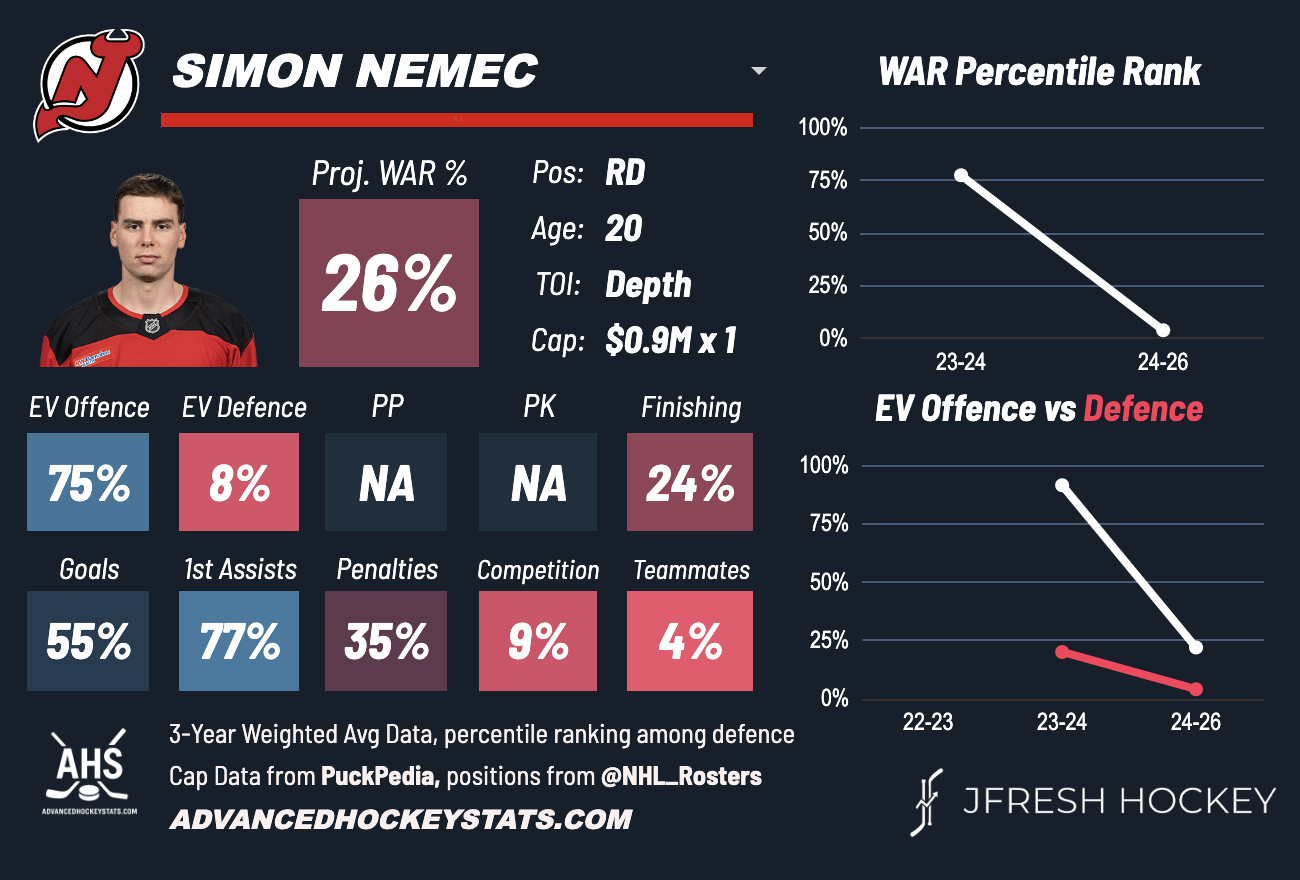 SIMON NEMEC
Proj. WAR %
26%
Pos: RD
Age: 20
TOI: Depth
Cap: $0.9M x 1
EV Offence EV Defence PP PK Finishing
75% 8% NA NA 24%
Goals 1st Assists Penalties Competition Teammates
55% 77% 35% 9% 4%
WAR Percentile Rank
100%
75%
50%
25%
0%
23-24 24-26
EV Offence vs Defence
100%
75%
50%
25%
0%
22-23 23-24 24-26
AHS
ADVANCEDHOCKEYSTATS.COM
3-Year Weighted Avg Data, percentile ranking among defence
Cap Data from PuckPedia, positions from @NHL_Rosters
ADVANCEDHOCKEYSTATS.COM
JFRESH HOCKEY